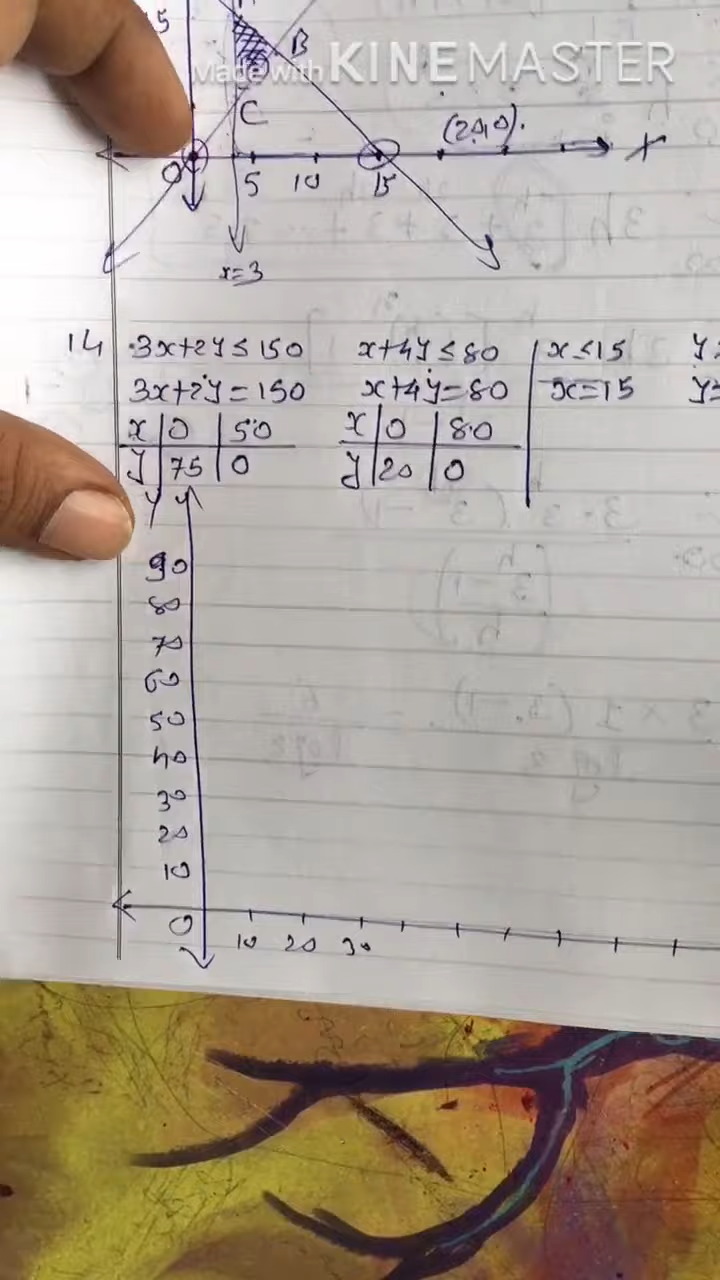 5
B
Made with KINEMASTER
C
(20,0).
X
O 5 10 15
x=3
14 3x+2y≤150 x+4y≤80 x≤15 y
3x+2y=150 x+4y=80 x=15 y=
x 0 50 x 0 80
y 75 0 y 20 0
y
90
80
70
60
50
40
30
20
10
0 10 20 30